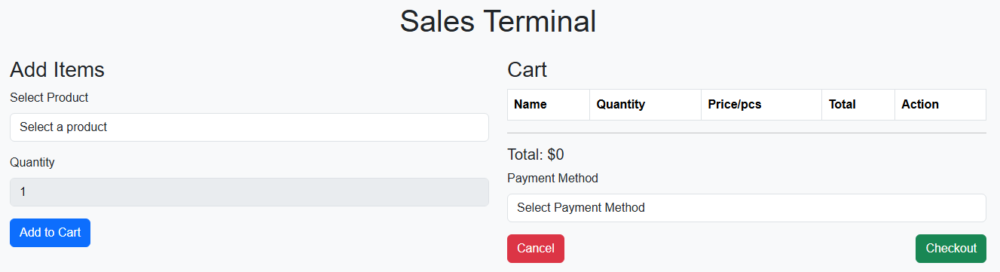 Sales Terminal
Add Items
Select Product
Select a product
Quantity
1
Add to Cart
Cart
Name Quantity Price/pcs Total Action
Total: $0
Payment Method
Select Payment Method
Cancel Checkout